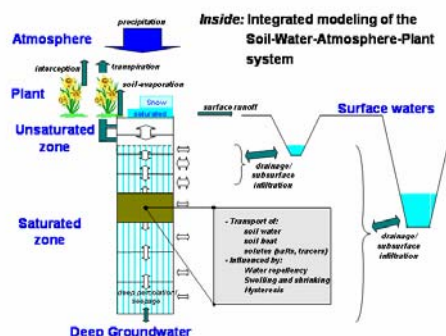 Inside: Integrated modeling of the
Soil-Water-Atmosphere-Plant
system
precipitation
Atmosphere
interception
transpiration
soil-evaporation
Plant
Snow
saturated
surface runoff
Surface waters
Unsaturated
zone
drainage/
subsurface
infiltration
drainage/
subsurface
infiltration
Saturated
zone
- Transport of:
soil water
soil heat
solutes (salts, tracers)
- Influenced by:
Water repellency
Swelling and shrinking
Hysteresis
deep percolation/
seepage
Deep Groundwater